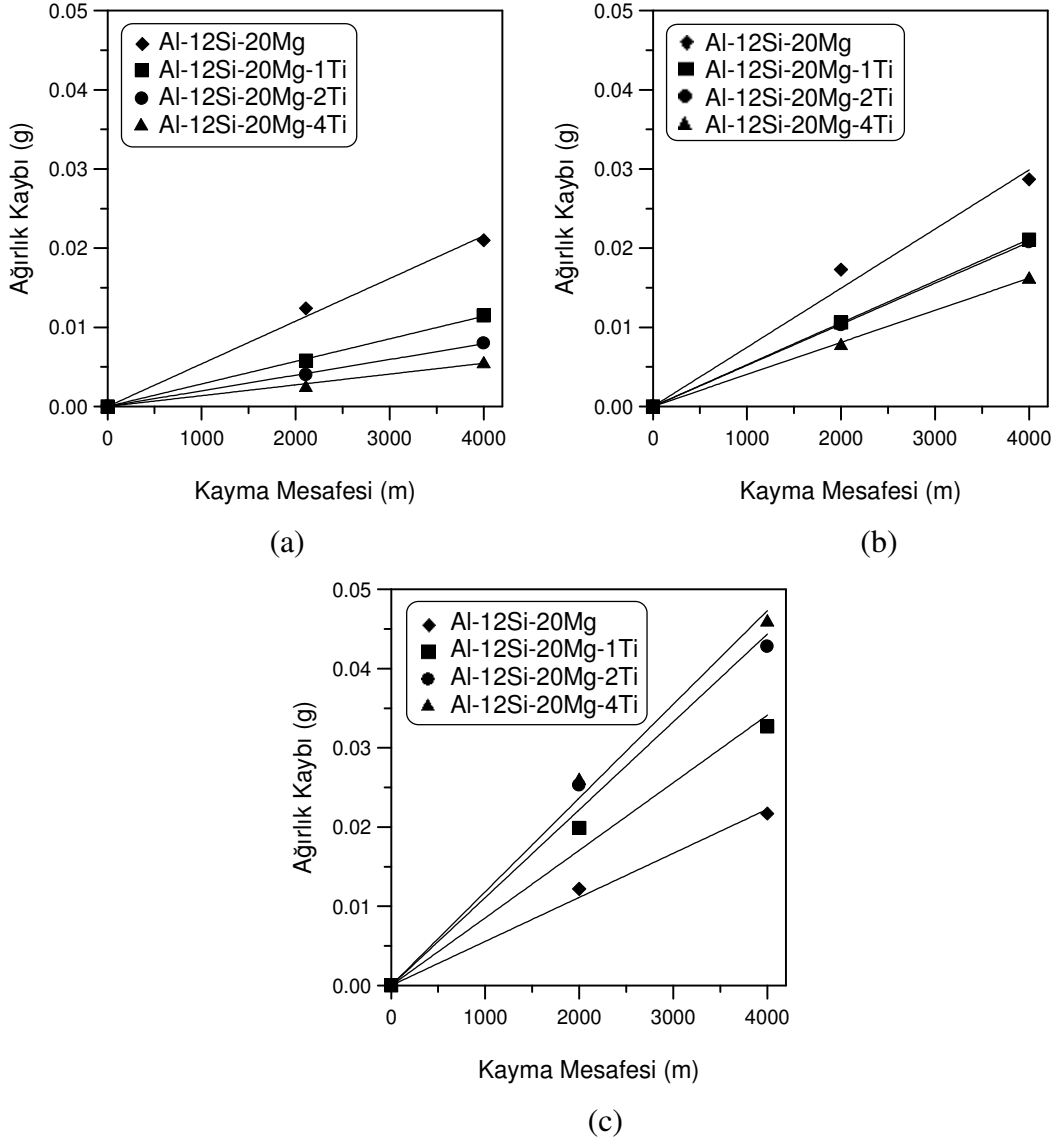 0.05
0.04
0.03
0.02
0.01
0.00
Ağırlık Kaybı (g)
Al-12Si-20Mg
Al-12Si-20Mg-1Ti
Al-12Si-20Mg-2Ti
Al-12Si-20Mg-4Ti
0 1000 2000 3000 4000
Kayma Mesafesi (m)
(a)
0.05
0.04
0.03
0.02
0.01
0.00
Ağırlık Kaybı (g)
Al-12Si-20Mg
Al-12Si-20Mg-1Ti
Al-12Si-20Mg-2Ti
Al-12Si-20Mg-4Ti
0 1000 2000 3000 4000
Kayma Mesafesi (m)
(b)
0.05
0.04
0.03
0.02
0.01
0.00
Ağırlık Kaybı (g)
Al-12Si-20Mg
Al-12Si-20Mg-1Ti
Al-12Si-20Mg-2Ti
Al-12Si-20Mg-4Ti
0 1000 2000 3000 4000
Kayma Mesafesi (m)
(c)